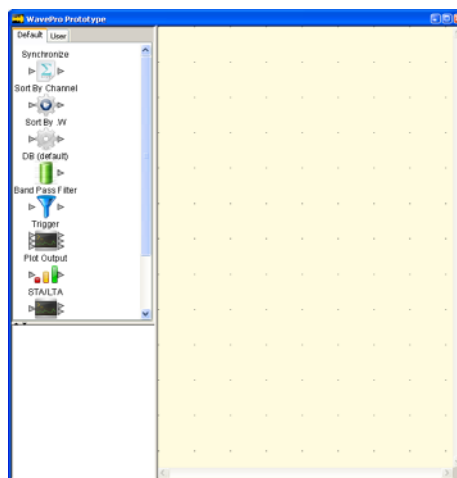 WavePro Prototype
Default User
Synchronize
Sort By Channel
Sort By .W
DB (default)
Band Pass Filter
Trigger
Plot Output
STA/LTA